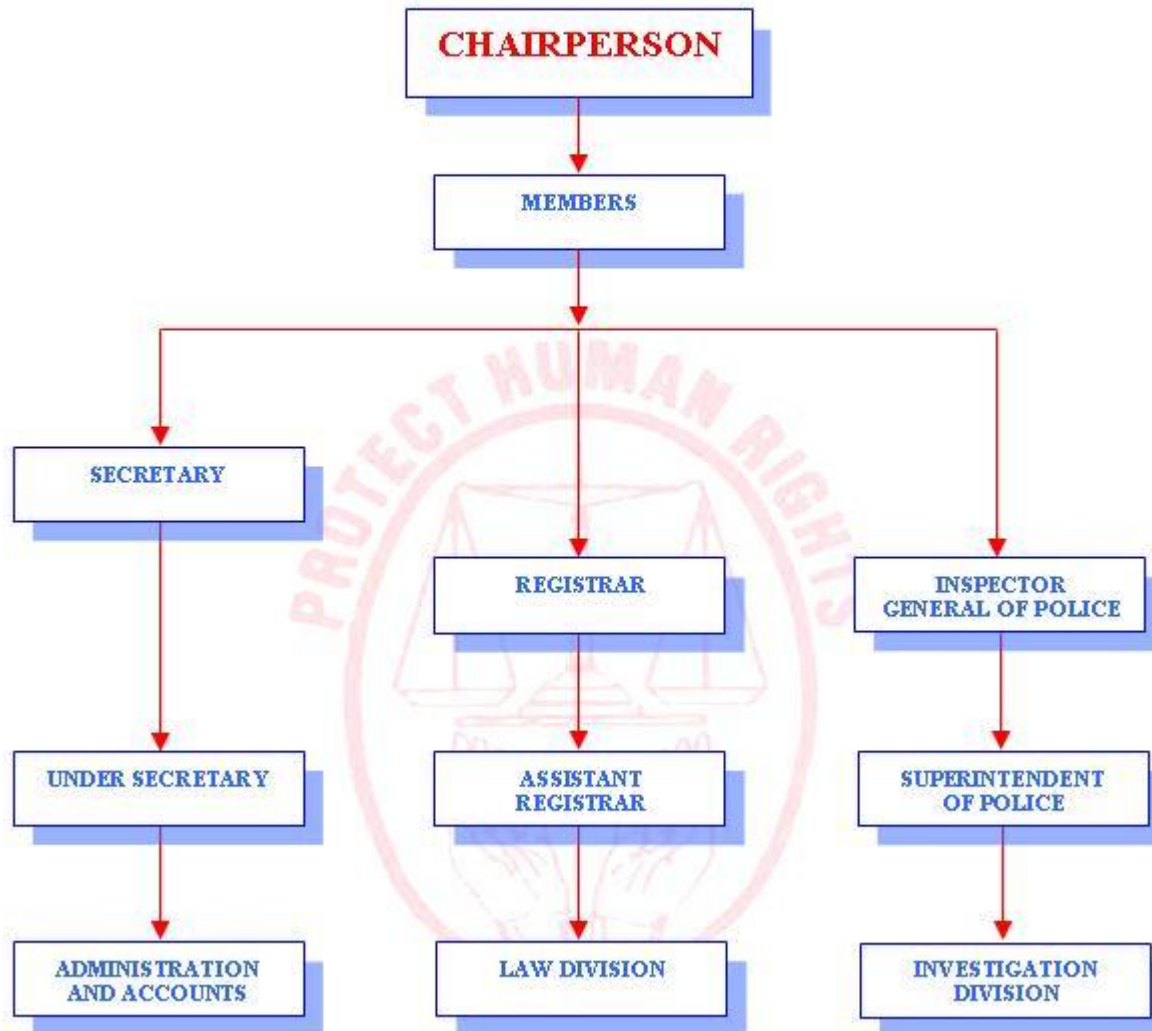 CHAIRPERSON
MEMBERS
PROTECT HUMAN RIGHTS
SECRETARY
REGISTRAR
INSPECTOR
GENERAL OF POLICE
UNDER SECRETARY
ASSISTANT
REGISTRAR
SUPERINTENDENT
OF POLICE
ADMINISTRATION
AND ACCOUNTS
LAW DIVISION
INVESTIGATION
DIVISION